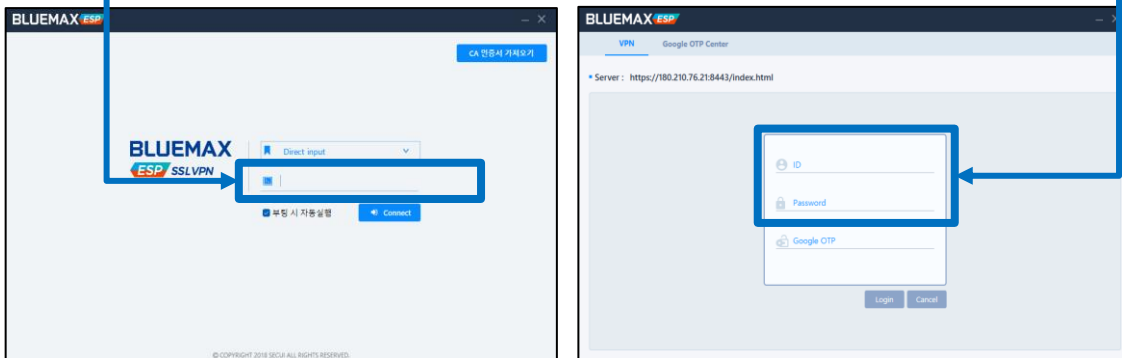 BLUEMAX ESP
CA 인증서 가져오기
BLUEMAX
ESP SSLVPN
Direct input
부팅 시 자동실행
Connect
© COPYRIGHT 2018 SECUI ALL RIGHTS RESERVED.
BLUEMAX ESP
VPN Google OTP Center
Server : https://180.210.76.21:8443/index.html
ID
Password
Google OTP
Login Cancel